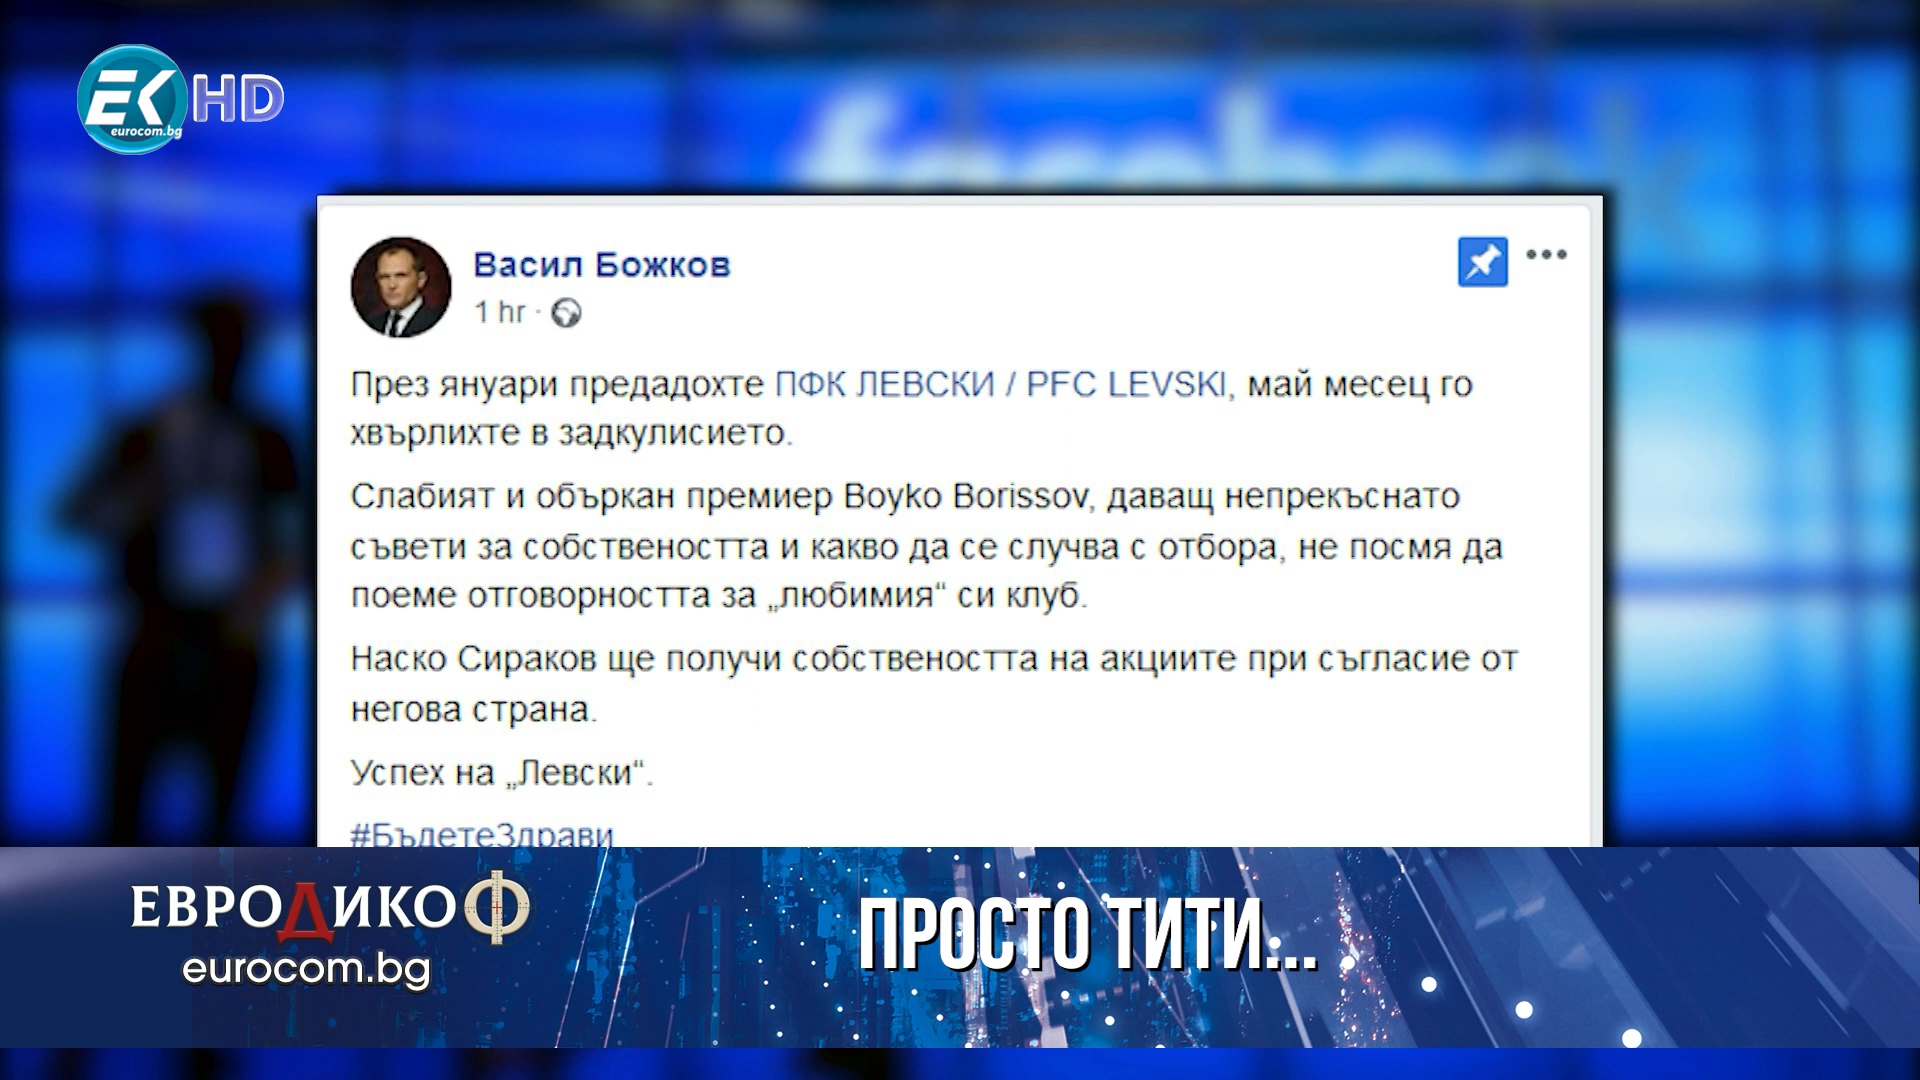 EK HD
eurocom.bg
facebook
Васил Божков
1 hr ·
През януари предадохте ПФК ЛЕВСКИ / PFC LEVSKI, май месец го
хвърлихте в задкулисието.
Слабият и объркан премиер Boyko Borissov, даващ непрекъснато
съвети за собствеността и какво да се случва с отбора, не посмя да
поеме отговорността за „любимия“ си клуб.
Наско Сираков ще получи собствеността на акциите при съгласие от
негова страна.
Успех на „Левски“.
#БъдетеЗдрави
ЕВРОДИКОФ
eurocom.bg
ПРОСТО ТИТИ...